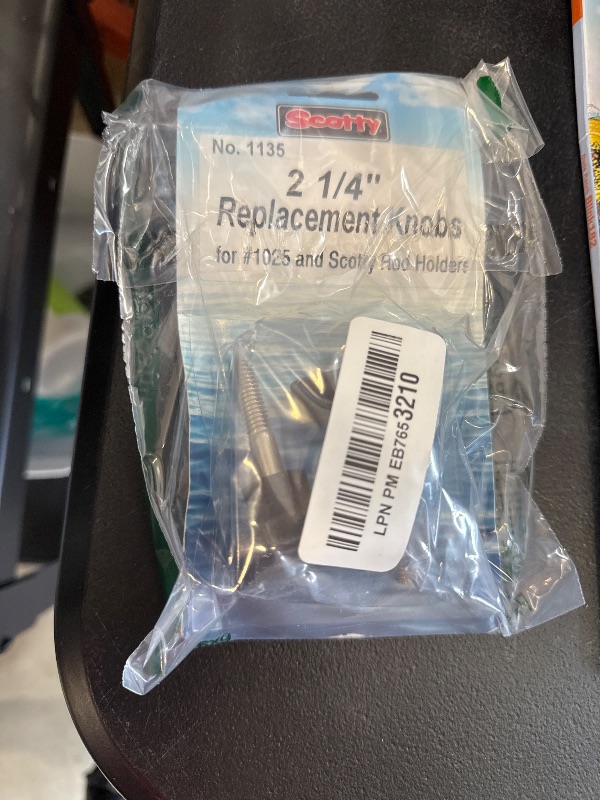 Scotty
No. 1135
2 1/4"
Replacement Knobs
for #1025 and Scotty Rod Holders
LPN PM EB7653210